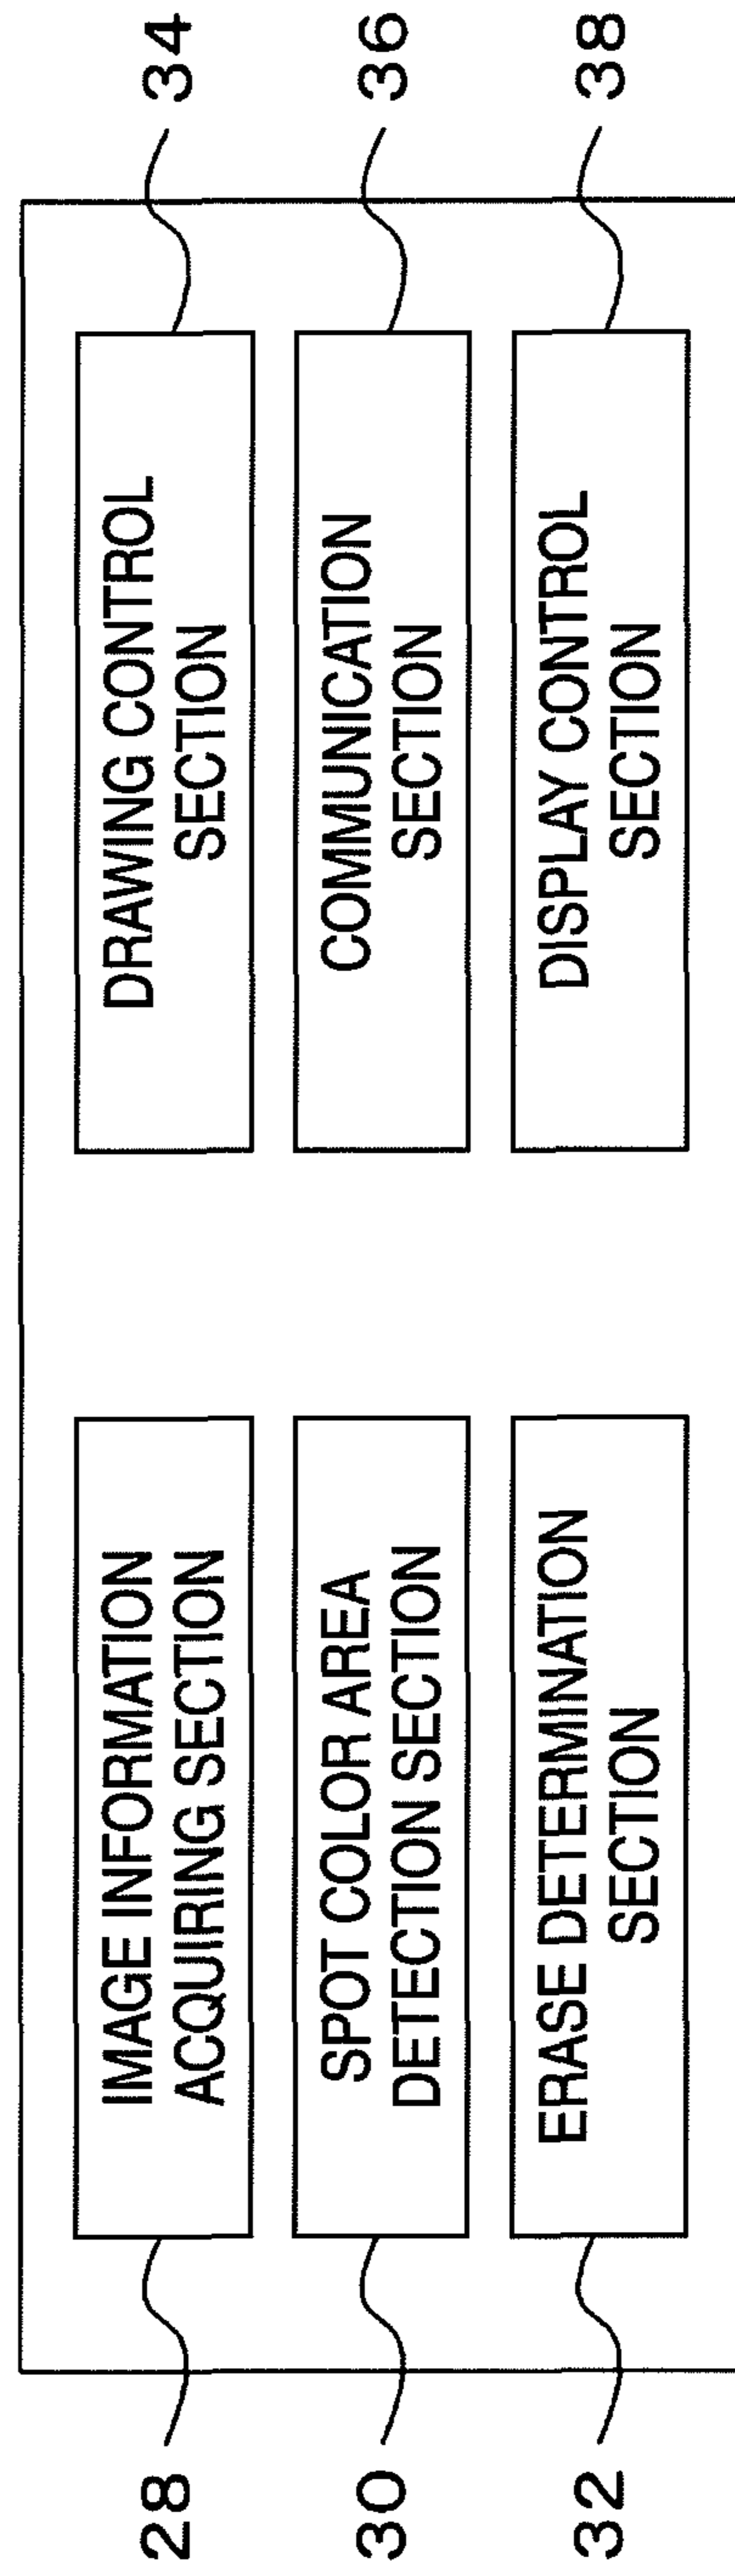 28
IMAGE INFORMATION
ACQUIRING SECTION
30
SPOT COLOR AREA
DETECTION SECTION
32
ERASE DETERMINATION
SECTION
DRAWING CONTROL
SECTION
34
COMMUNICATION
SECTION
36
DISPLAY CONTROL
SECTION
38